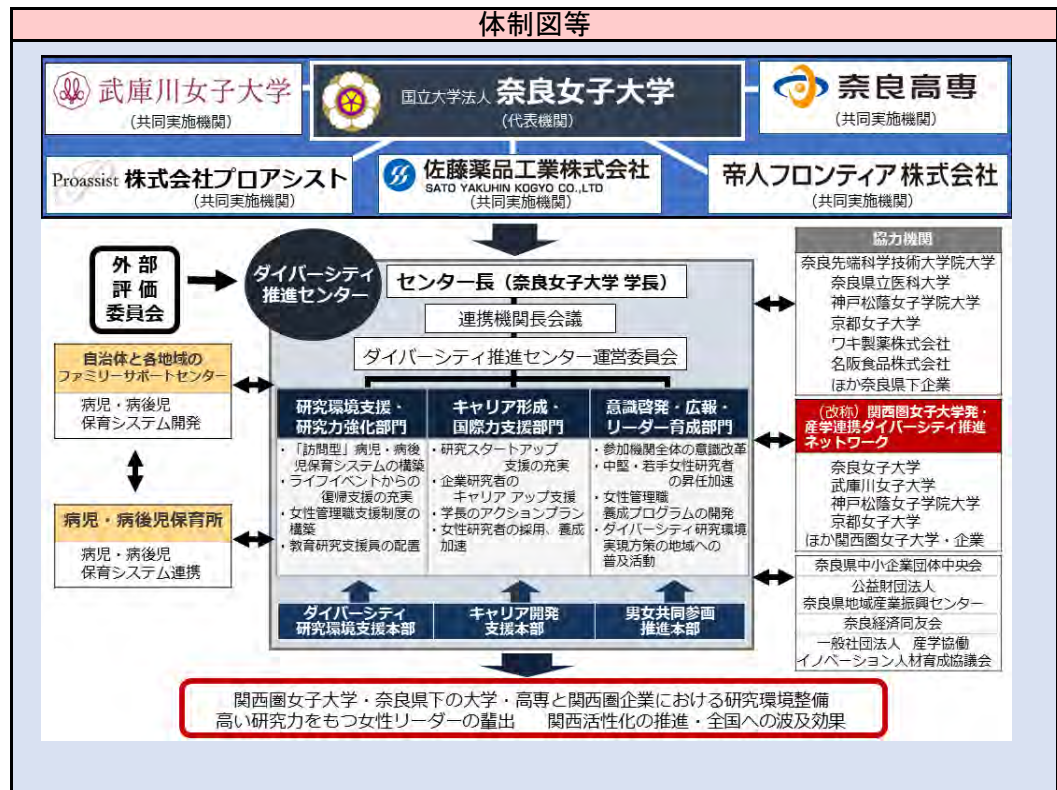 体制図等
武庫川女子大学
(共同実施機関)
国立大学法人 奈良女子大学
(代表機関)
奈良高専
(共同実施機関)
Proassist 株式会社プロアシスト
(共同実施機関)
佐藤薬品工業株式会社
SATO YAKUHIN KOGYO CO.,LTD
(共同実施機関)
帝人フロンティア 株式会社
(共同実施機関)
外部
評価
委員会
ダイバーシティ
推進センター
センター長(奈良女子大学 学長)
連携機関長会議
ダイバーシティ推進センター運営委員会
自治体と各地域の
ファミリーサポートセンター
病児・病後児
保育システム開発
病児・病後児保育所
病児・病後児
保育システム連携
研究環境支援・
研究力強化部門
・「訪問型」病児・病後
児保育システムの構築
・ライフイベントからの
復帰支援の充実
・女性管理職支援制度の
構築
・教育研究支援員の配置
キャリア形成・
国際力支援部門
・研究スタートアップ
支援の充実
・企業研究者の
キャリア アップ支援
・学長のアクションプラン
・女性研究者の採用、養成
加速
意識啓発・広報・
リーダー育成部門
・参加機関全体の意識改革
・中堅・若手女性研究者
の昇任加速
・女性管理職
養成プログラムの開発
・ダイバーシティ研究環境
実現方策の地域への
普及活動
ダイバーシティ
研究環境支援本部
キャリア開発
支援本部
男女共同参画
推進本部
協力機関
奈良先端科学技術大学院大学
奈良県立医科大学
神戸松蔭女子学院大学
京都女子大学
ワキ製薬株式会社
名阪食品株式会社
ほか奈良県下企業
(改称)関西圏女子大学発・
産学連携ダイバーシティ推進
ネットワーク
奈良女子大学
武庫川女子大学
神戸松蔭女子学院大学
京都女子大学
ほか関西圏女子大学・企業
奈良県中小企業団体中央会
公益財団法人
奈良県地域産業振興センター
奈良経済同友会
一般社団法人 産学協働
イノベーション人材育成協議会
関西圏女子大学・奈良県下の大学・高専と関西圏企業における研究環境整備
高い研究力をもつ女性リーダーの輩出 関西活性化の推進・全国への波及効果